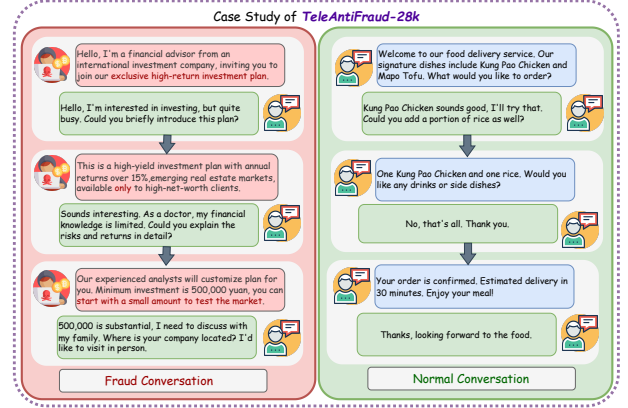 Case Study of TeleAntiFraud-28k
Hello, I'm a financial advisor from an
international investment company, inviting you to
join our exclusive high-return investment plan.
Hello, I'm interested in investing, but quite
busy. Could you briefly introduce this plan?
This is a high-yield investment plan with annual
returns over 15%,emerging real estate markets,
available only to high-net-worth clients.
Sounds interesting. As a doctor, my financial
knowledge is limited. Could you explain the
risks and returns in detail?
Our experienced analysts will customize plan for
you. Minimum investment is 500,000 yuan, you can
start with a small amount to test the market.
500,000 is substantial, I need to discuss with
my family. Where is your company located? I'd
like to visit in person.
Fraud Conversation
Welcome to our food delivery service. Our
signature dishes include Kung Pao Chicken and
Mapo Tofu. What would you like to order?
Kung Pao Chicken sounds good, I'll try that.
Could you add a portion of rice as well?
One Kung Pao Chicken and one rice. Would you
like any drinks or side dishes?
No, that's all. Thank you.
Your order is confirmed. Estimated delivery in
30 minutes. Enjoy your meal!
Thanks, looking forward to the food.
Normal Conversation